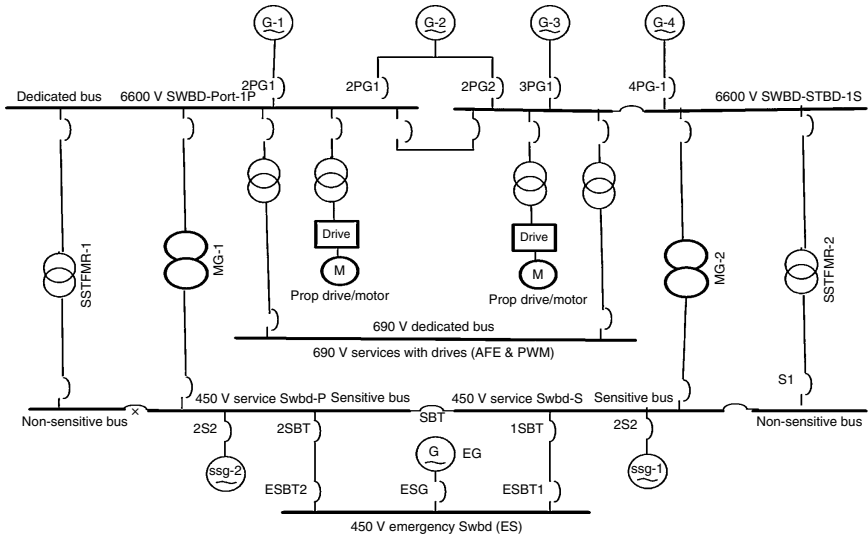 G-1
G-2
G-3
G-4
2PG1
2PG1
2PG2
3PG1
4PG-1
Dedicated bus
6600 V SWBD-Port-1P
6600 V SWBD-STBD-1S
SSTFMR-1
MG-1
Drive
M
Prop drive/motor
Drive
M
Prop drive/motor
MG-2
SSTFMR-2
690 V dedicated bus
690 V services with drives (AFE & PWM)
S1
450 V service Swbd-P
Sensitive bus
450 V service Swbd-S
Sensitive bus
Non-sensitive bus
×
SBT
Non-sensitive bus
2S2
2SBT
1SBT
2S2
ssg-2
G
EG
ssg-1
ESBT2
ESG
ESBT1
450 V emergency Swbd (ES)